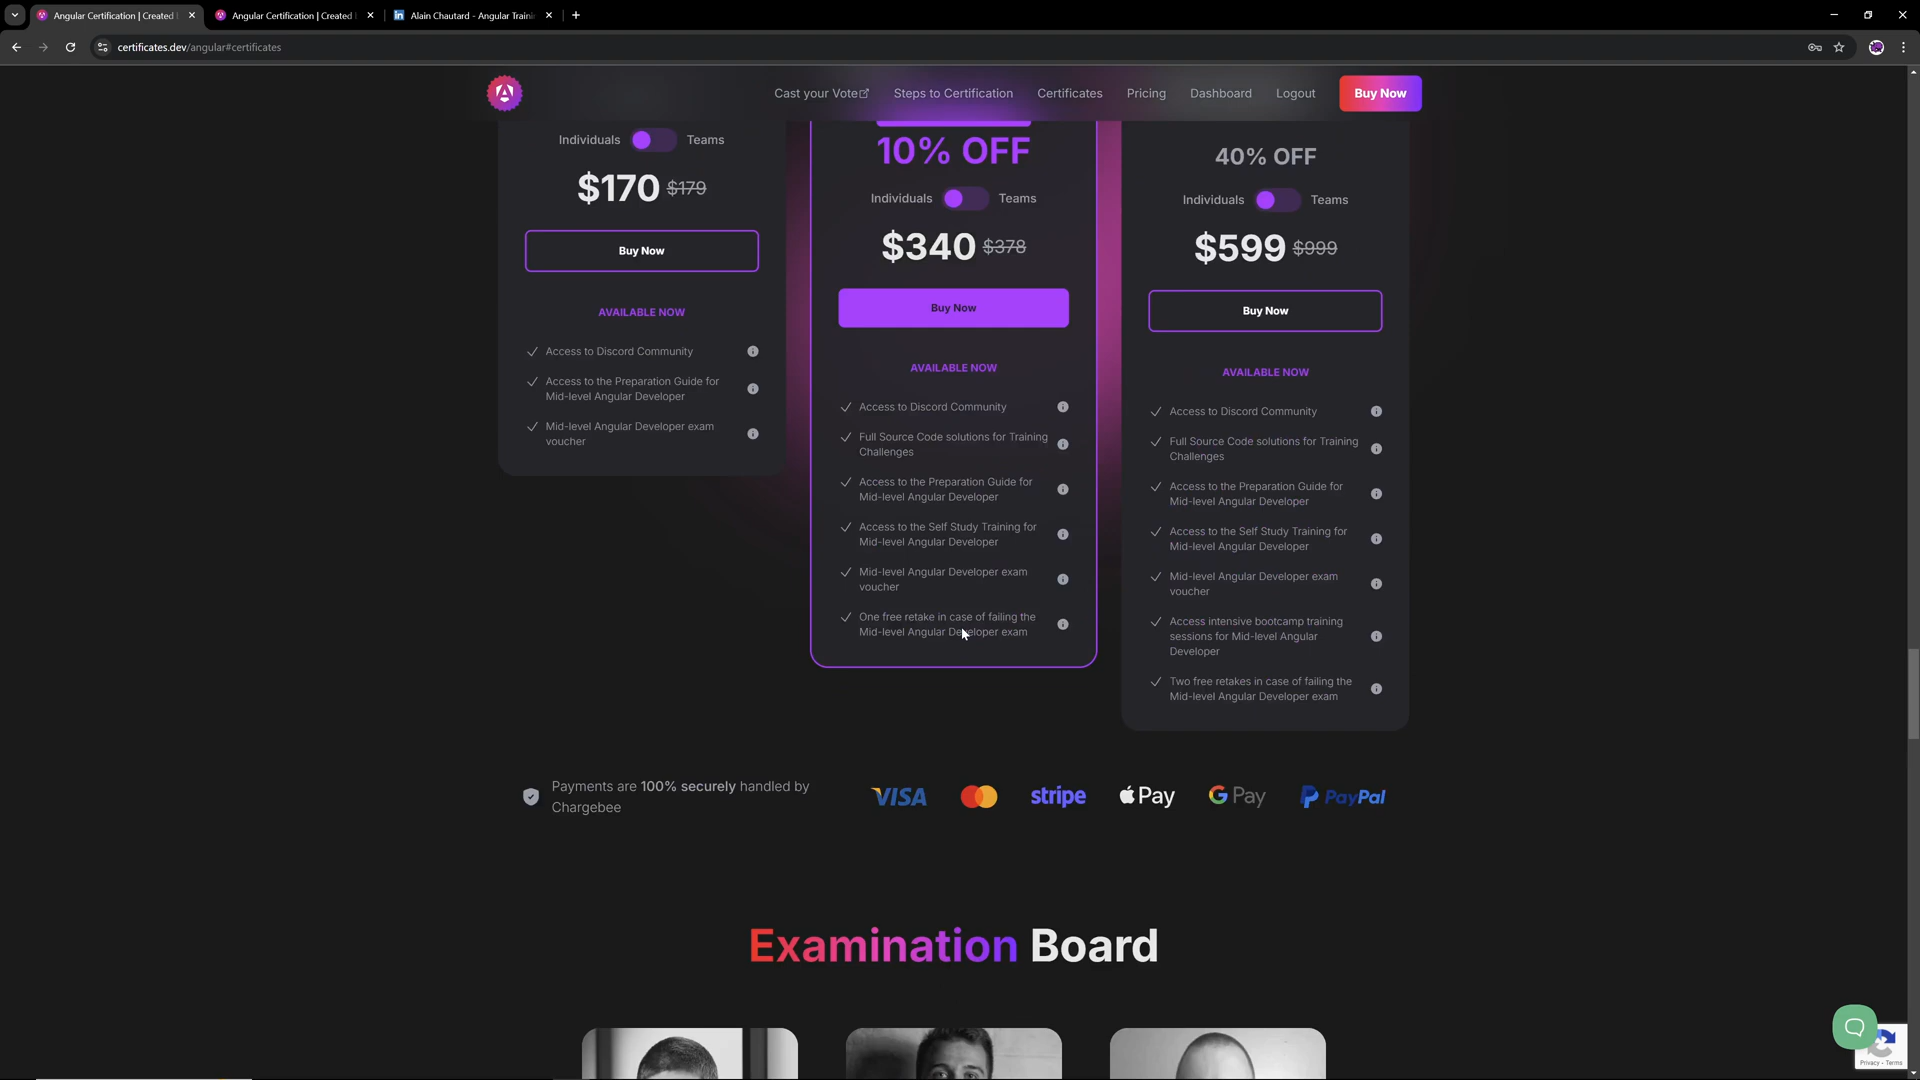 Angular Certification | Created
Angular Certification | Created
in Alain Chautard - Angular Traini
certificates.dev/angular#certificates
Cast your Vote
Steps to Certification
Certificates
Pricing
Dashboard
Logout
Buy Now
Individuals Teams
$170 $179
Buy Now
AVAILABLE NOW
Access to Discord Community
Access to the Preparation Guide for
Mid-level Angular Developer
Mid-level Angular Developer exam
voucher
10% OFF
Individuals Teams
$340 $378
Buy Now
AVAILABLE NOW
Access to Discord Community
Full Source Code solutions for Training
Challenges
Access to the Preparation Guide for
Mid-level Angular Developer
Access to the Self Study Training for
Mid-level Angular Developer
Mid-level Angular Developer exam
voucher
One free retake in case of failing the
Mid-level Angular Developer exam
40% OFF
Individuals Teams
$599 $999
Buy Now
AVAILABLE NOW
Access to Discord Community
Full Source Code solutions for Training
Challenges
Access to the Preparation Guide for
Mid-level Angular Developer
Access to the Self Study Training for
Mid-level Angular Developer
Mid-level Angular Developer exam
voucher
Access intensive bootcamp training
sessions for Mid-level Angular
Developer
Two free retakes in case of failing the
Mid-level Angular Developer exam
Payments are 100% securely handled by
Chargebee
VISA
stripe
Pay
G Pay
PayPal
Examination Board
Privacy - Terms